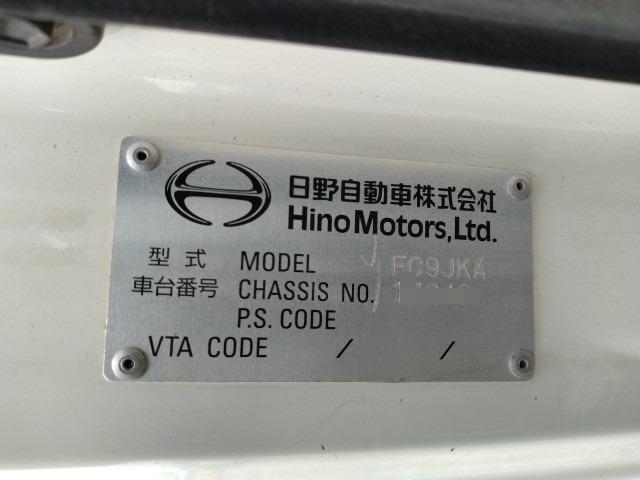 日野自動車株式会社
Hino Motors, Ltd.
型式 MODEL FC9JKA
車台番号 CHASSIS NO.
P.S. CODE
VTA CODE / /